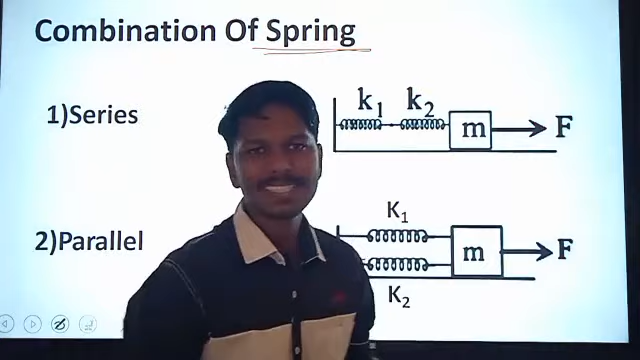 Combination Of Spring
1)Series
k1 k2
m F
2)Parallel
K1
m F
K2